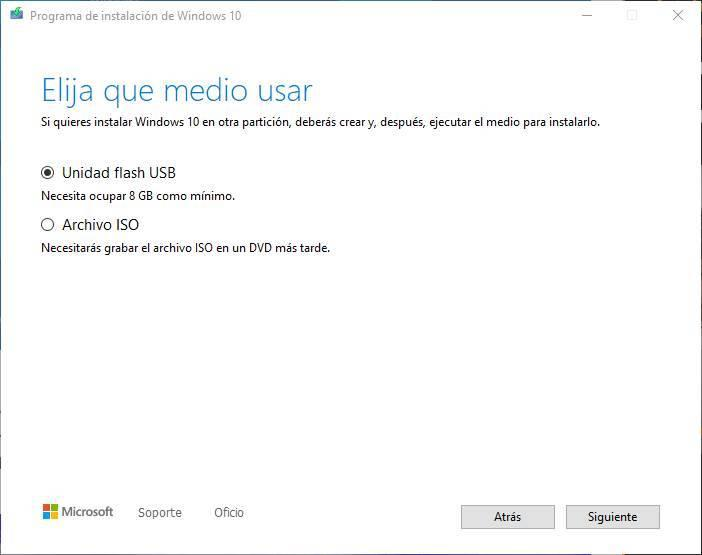 Programa de instalación de Windows 10
Elija que medio usar
Si quieres instalar Windows 10 en otra partición, deberás crear y, después, ejecutar el medio para instalarlo.
Unidad flash USB
Necesita ocupar 8 GB como mínimo.
Archivo ISO
Necesitarás grabar el archivo ISO en un DVD más tarde.
Microsoft Soporte Oficio Atrás Siguiente